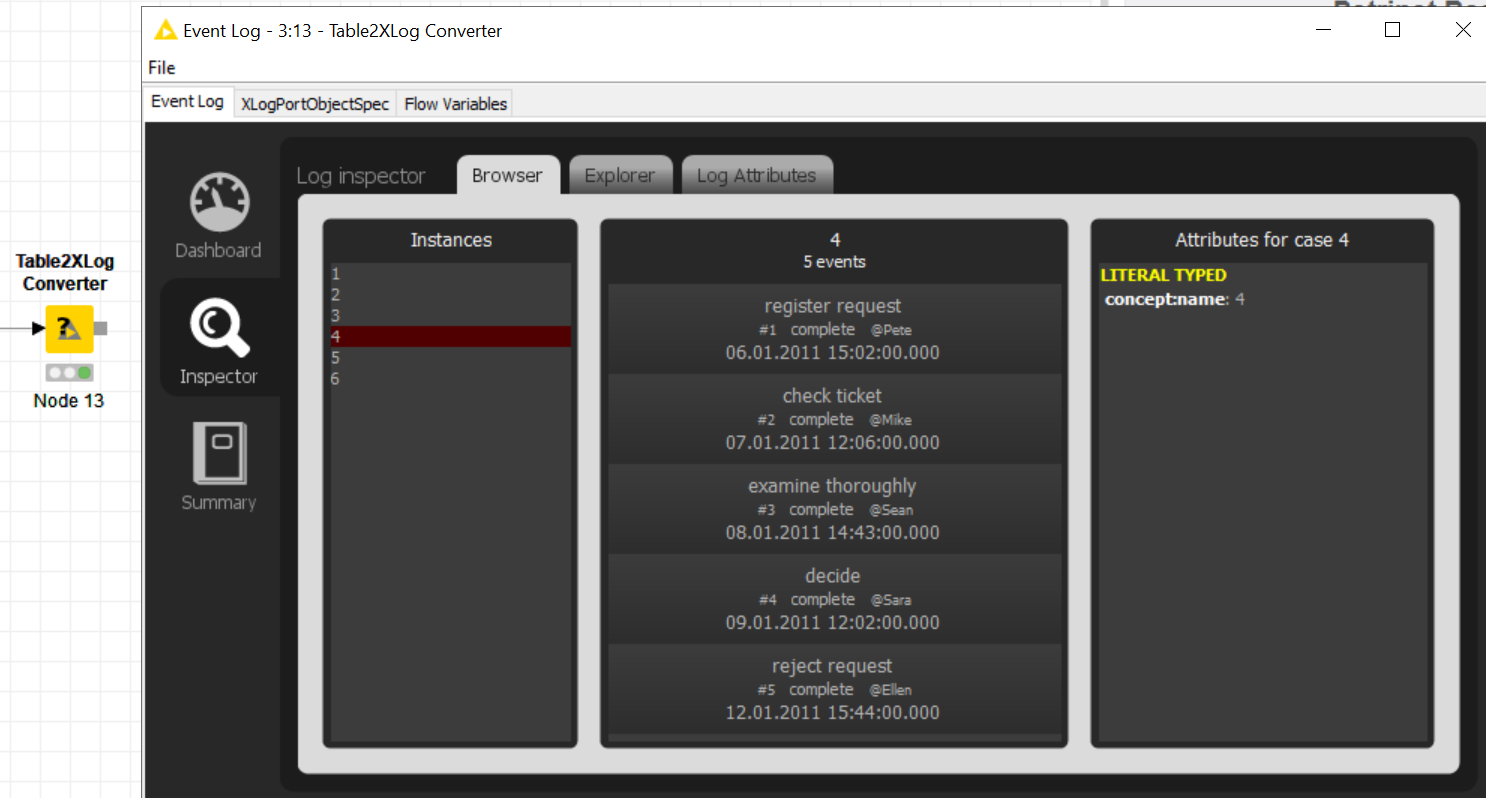 Event Log - 3:13 - Table2XLog Converter
File
Event Log XLogPortObjectSpec Flow Variables
Log inspector Browser Explorer Log Attributes
Dashboard
Inspector
Summary
Table2XLog
Converter
?
Node 13
Instances
1
2
3
4
5
6
4
5 events
register request
#1 complete @Pete
06.01.2011 15:02:00.000
check ticket
#2 complete @Mike
07.01.2011 12:06:00.000
examine thoroughly
#3 complete @Sean
08.01.2011 14:43:00.000
decide
#4 complete @Sara
09.01.2011 12:02:00.000
reject request
#5 complete @Ellen
12.01.2011 15:44:00.000
Attributes for case 4
LITERAL TYPED
concept:name: 4